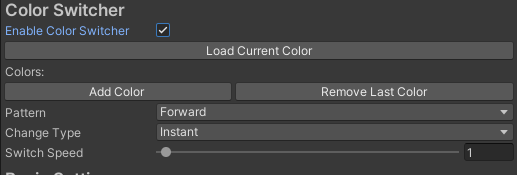 Color Switcher
Enable Color Switcher
Load Current Color
Colors:
Add Color Remove Last Color
Pattern Forward
Change Type Instant
Switch Speed 1